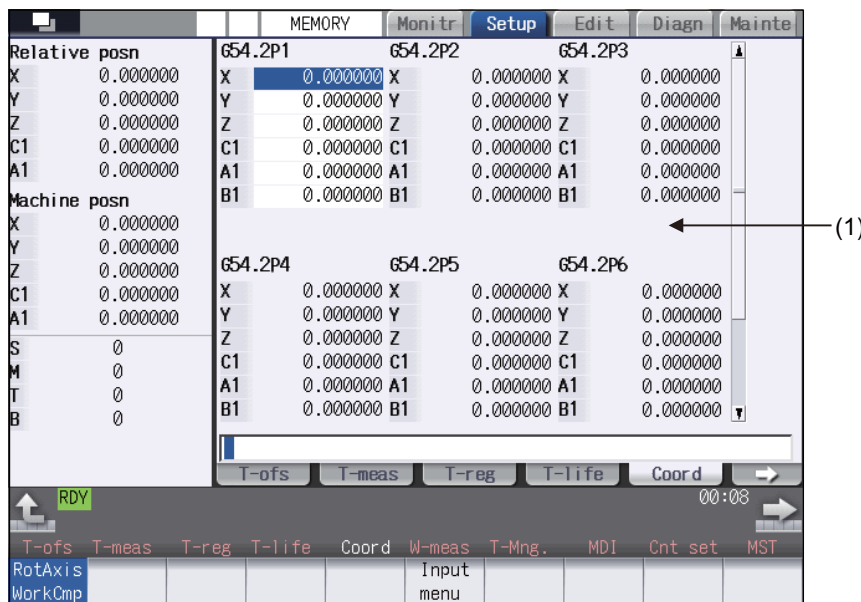 MEMORY Monitr Setup Edit Diagn Mainte
Relative posn
X 0.000000
Y 0.000000
Z 0.000000
C1 0.000000
A1 0.000000
Machine posn
X 0.000000
Y 0.000000
Z 0.000000
C1 0.000000
A1 0.000000
S 0
M 0
T 0
B 0
G54.2P1 G54.2P2 G54.2P3
X 0.000000 X 0.000000 X 0.000000
Y 0.000000 Y 0.000000 Y 0.000000
Z 0.000000 Z 0.000000 Z 0.000000
C1 0.000000 C1 0.000000 C1 0.000000
A1 0.000000 A1 0.000000 A1 0.000000
B1 0.000000 B1 0.000000 B1 0.000000
(1)
G54.2P4 G54.2P5 G54.2P6
X 0.000000 X 0.000000 X 0.000000
Y 0.000000 Y 0.000000 Y 0.000000
Z 0.000000 Z 0.000000 Z 0.000000
C1 0.000000 C1 0.000000 C1 0.000000
A1 0.000000 A1 0.000000 A1 0.000000
B1 0.000000 B1 0.000000 B1 0.000000
T-ofs T-meas T-reg T-life Coord
RDY 00:08
T-ofs T-meas T-reg T-life Coord W-meas T-Mng. MDI Cnt set MST
RotAxis Input
WorkCmp menu